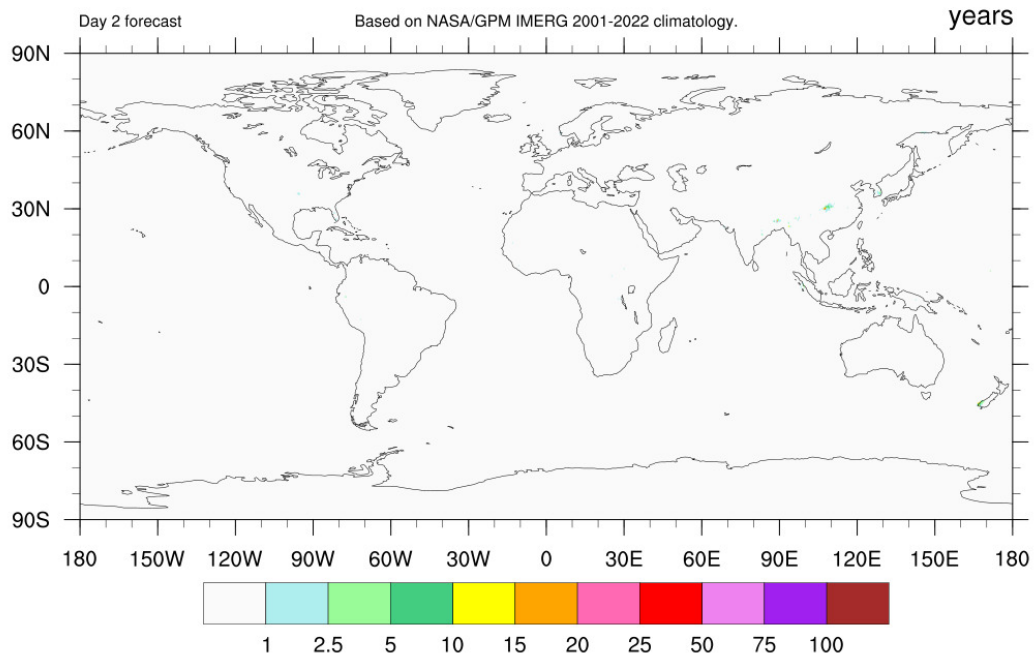 Day 2 forecast Based on NASA/GPM IMERG 2001-2022 climatology. years
90N
60N
30N
0
30S
60S
90S
180 150W 120W 90W 60W 30W 0 30E 60E 90E 120E 150E 180
1 2.5 5 10 15 20 25 50 75 100